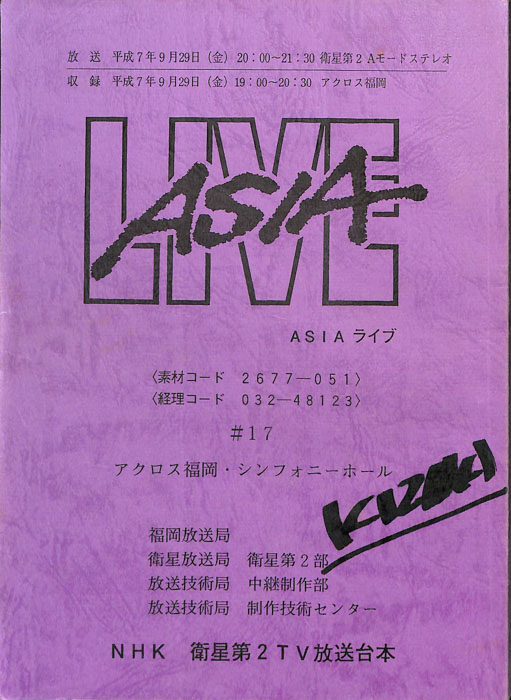 放 送 平成7年9月29日（金）20：00〜21：30 衛星第2 Aモードステレオ
収 録 平成7年9月29日（金）19：00〜20：30 アクロス福岡
LIVE
ASIA
ASIA ライブ
〈素材コード 2677―051〉
〈経理コード 032―48123〉
＃17
アクロス福岡・シンフォニーホール
KIZAKI
福岡放送局
衛星放送局 衛星第2部
放送技術局 中継制作部
放送技術局 制作技術センター
NHK 衛星第2TV放送台本